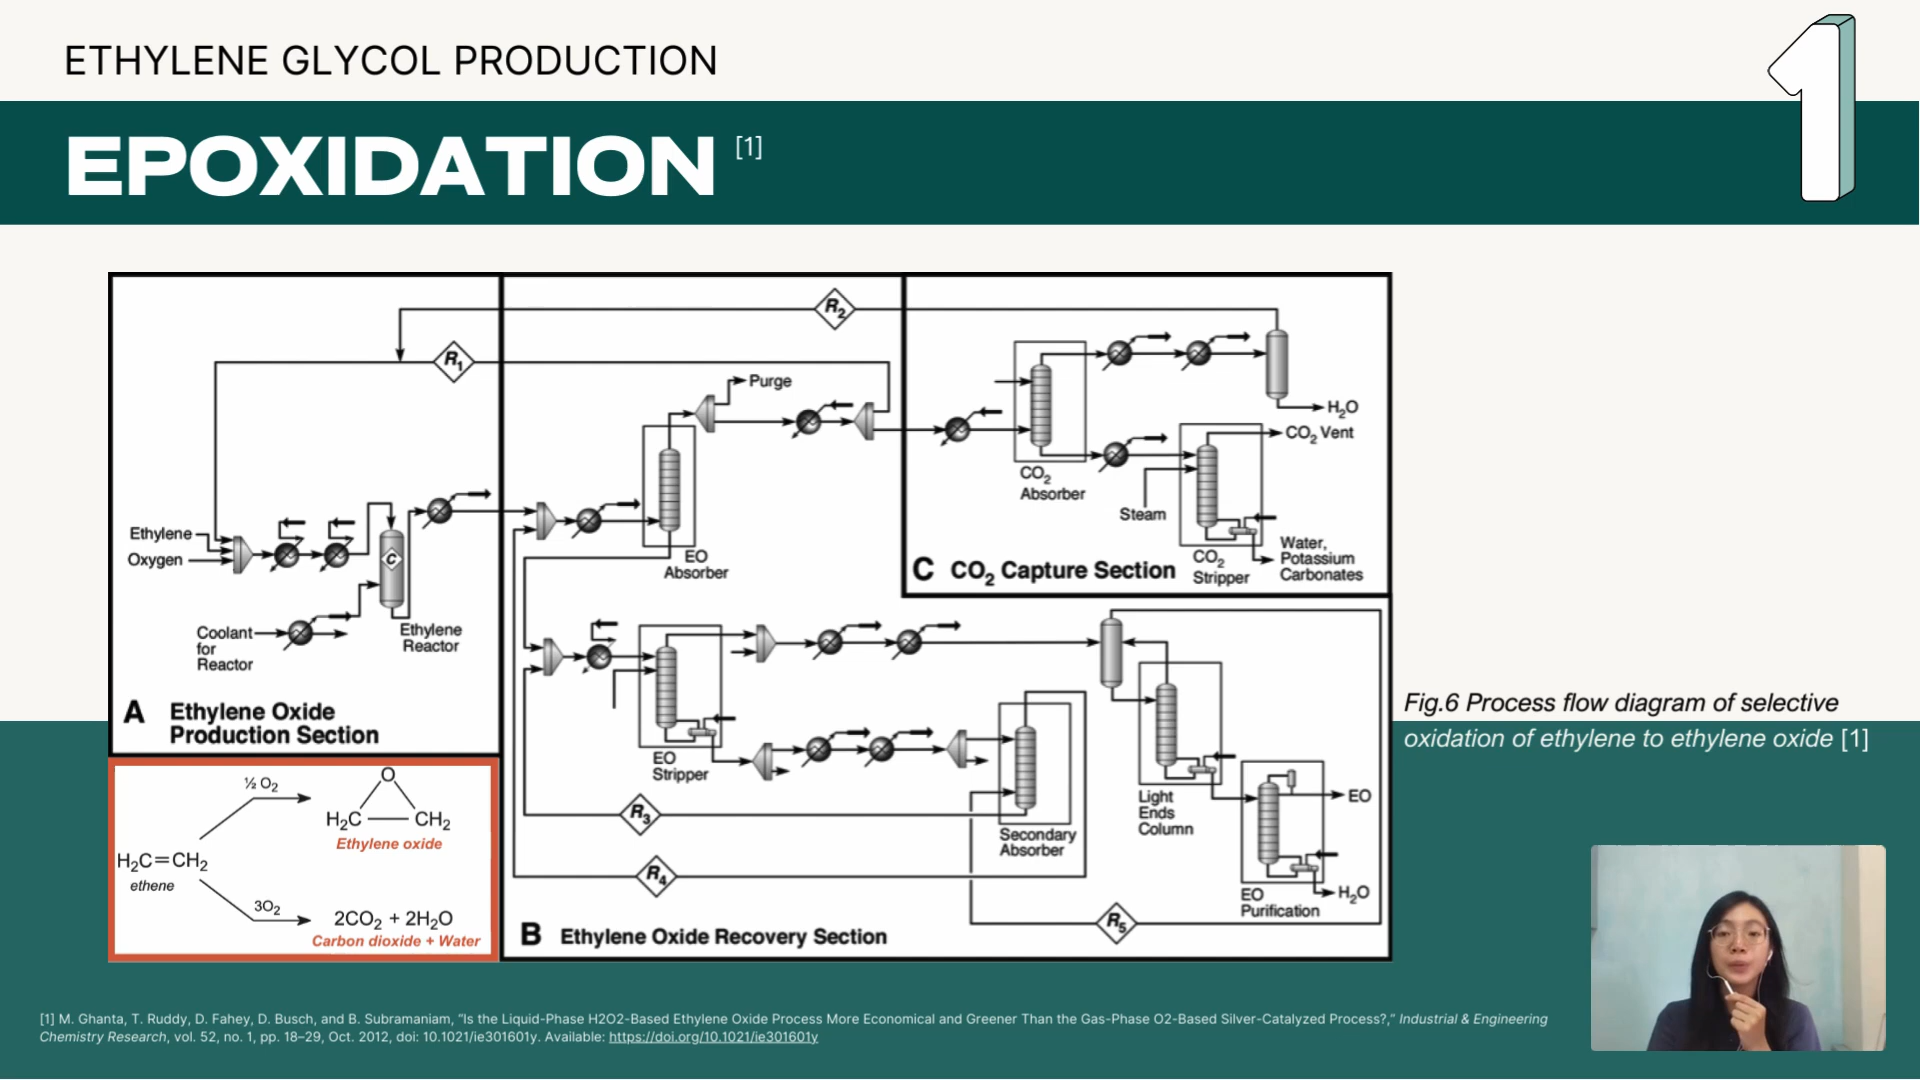 ETHYLENE GLYCOL PRODUCTION
1
EPOXIDATION [1]
R₂
R₁
Purge
H₂O
CO₂ Vent
CO₂
Absorber
Steam
Ethylene
Oxygen
C
EO
Absorber
C CO₂ Capture Section
CO₂
Stripper
Water,
Potassium
Carbonates
Coolant
for
Reactor
Ethylene
Reactor
A Ethylene Oxide
Production Section
EO
Stripper
R₃
Secondary
Absorber
R₄
Light
Ends
Column
EO
EO
Purification
H₂O
R₅
B Ethylene Oxide Recovery Section
½ O₂
O
H₂C CH₂
Ethylene oxide
H₂C=CH₂
ethene
3O₂
2CO₂ + 2H₂O
Carbon dioxide + Water
Fig.6 Process flow diagram of selective
oxidation of ethylene to ethylene oxide [1]
[1] M. Ghanta, T. Ruddy, D. Fahey, D. Busch, and B. Subramaniam, “Is the Liquid-Phase H2O2-Based Ethylene Oxide Process More Economical and Greener Than the Gas-Phase O2-Based Silver-Catalyzed Process?,” Industrial & Engineering
Chemistry Research, vol. 52, no. 1, pp. 18–29, Oct. 2012, doi: 10.1021/ie301601y. Available: https://doi.org/10.1021/ie301601y